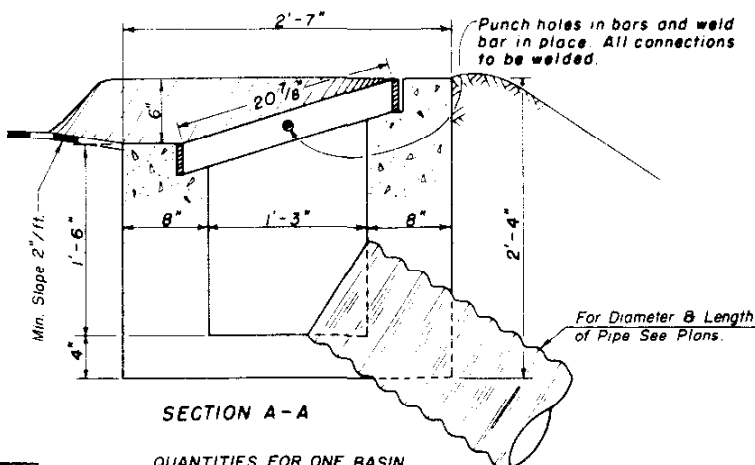 2'-7"
Punch holes in bars and weld
bar in place. All connections
to be welded.
20 7/8"
6"
Min. Slope 2"/ft.
1'-6"
8"
1'-3"
8"
2'-4"
4"
For Diameter & Length
of Pipe See Plans.
SECTION A-A
QUANTITIES FOR ONE BASIN